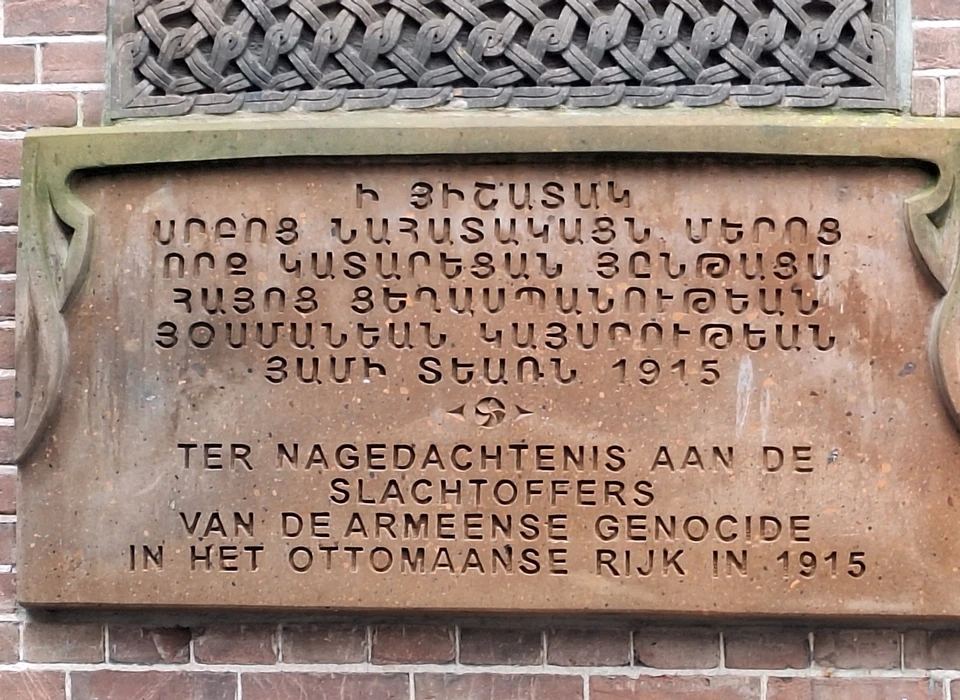 Ի ՅԻՇԱՏԱԿ
ՍՐԲՈՑ ՆԱՀԱՏԱԿԱՑՆ ՄԵՐՈՑ
ՈՐՔ ԿԱՏԱՐԵՑԱՆ ՅԸՆԹԱՑՍ
ՀԱՅՈՑ ՑԵՂԱՍՊԱՆՈՒԹԵԱՆ
ՅՕՍՄԱՆԵԱՆ ԿԱՅՍՐՈՒԹԵԱՆ
ՅԱՄԻ ՏԵԱՌՆ 1915
TER NAGEDACHTENIS AAN DE
SLACHTOFFERS
VAN DE ARMEENSE GENOCIDE
IN HET OTTOMAANSE RIJK IN 1915